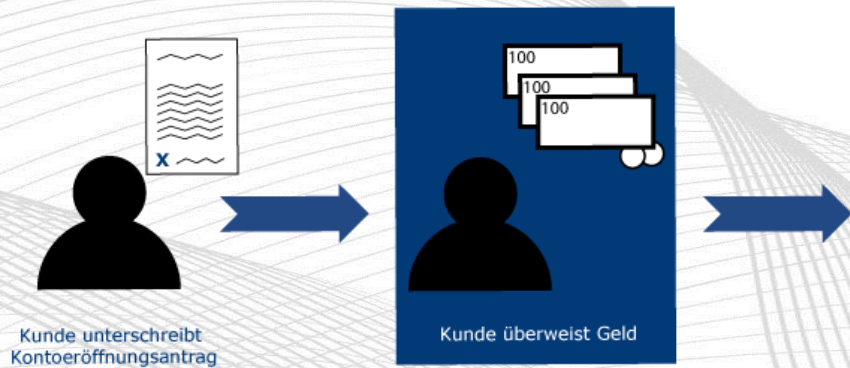 100
100
100
X
Kunde unterschreibt
Kontoeröffnungsantrag
Kunde überweist Geld